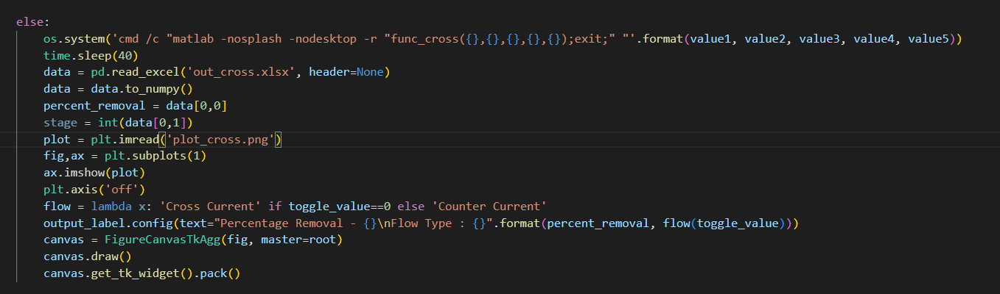 else:
    os.system('cmd /c "matlab -nosplash -nodesktop -r "func_cross({},{},{},{},{});exit;" "'.format(value1, value2, value3, value4, value5))
    time.sleep(40)
    data = pd.read_excel('out_cross.xlsx', header=None)
    data = data.to_numpy()
    percent_removal = data[0,0]
    stage = int(data[0,1])
    plot = plt.imread('plot_cross.png')
    fig,ax = plt.subplots(1)
    ax.imshow(plot)
    plt.axis('off')
    flow = lambda x: 'Cross Current' if toggle_value==0 else 'Counter Current'
    output_label.config(text="Percentage Removal - {}\nFlow Type : {}".format(percent_removal, flow(toggle_value)))
    canvas = FigureCanvasTkAgg(fig, master=root)
    canvas.draw()
    canvas.get_tk_widget().pack()